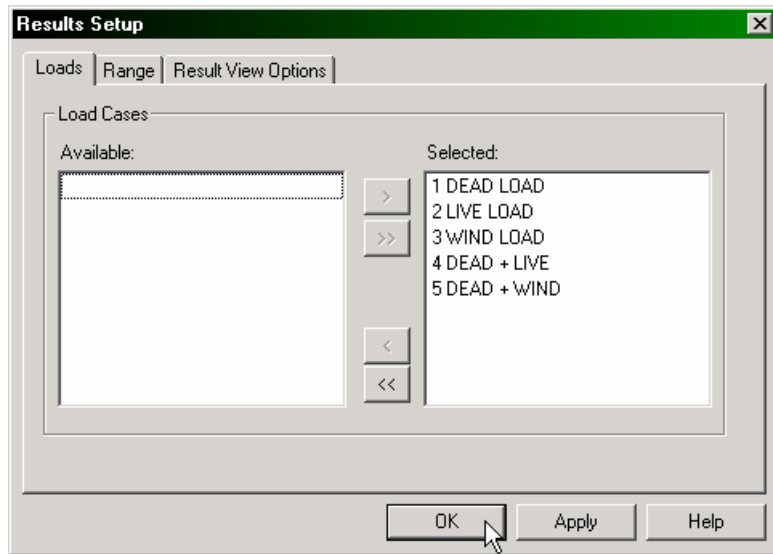 Results Setup
Loads Range Result View Options
Load Cases
Available: Selected:
1 DEAD LOAD
2 LIVE LOAD
3 WIND LOAD
4 DEAD + LIVE
5 DEAD + WIND
>
>>
<
<<
OK Apply Help